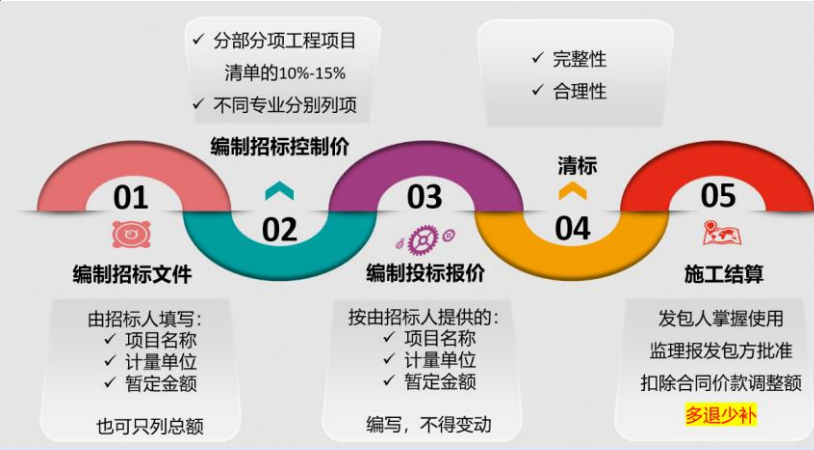 01
编制招标文件
由招标人填写：
✓ 项目名称
✓ 计量单位
✓ 暂定金额
也可只列总额
✓ 分部分项工程项目
清单的10%-15%
✓ 不同专业分别列项
编制招标控制价
02
03
编制投标报价
按由招标人提供的：
✓ 项目名称
✓ 计量单位
✓ 暂定金额
编写，不得变动
✓ 完整性
✓ 合理性
清标
04
05
施工结算
发包人掌握使用
监理报发包方批准
扣除合同价款调整额
多退少补